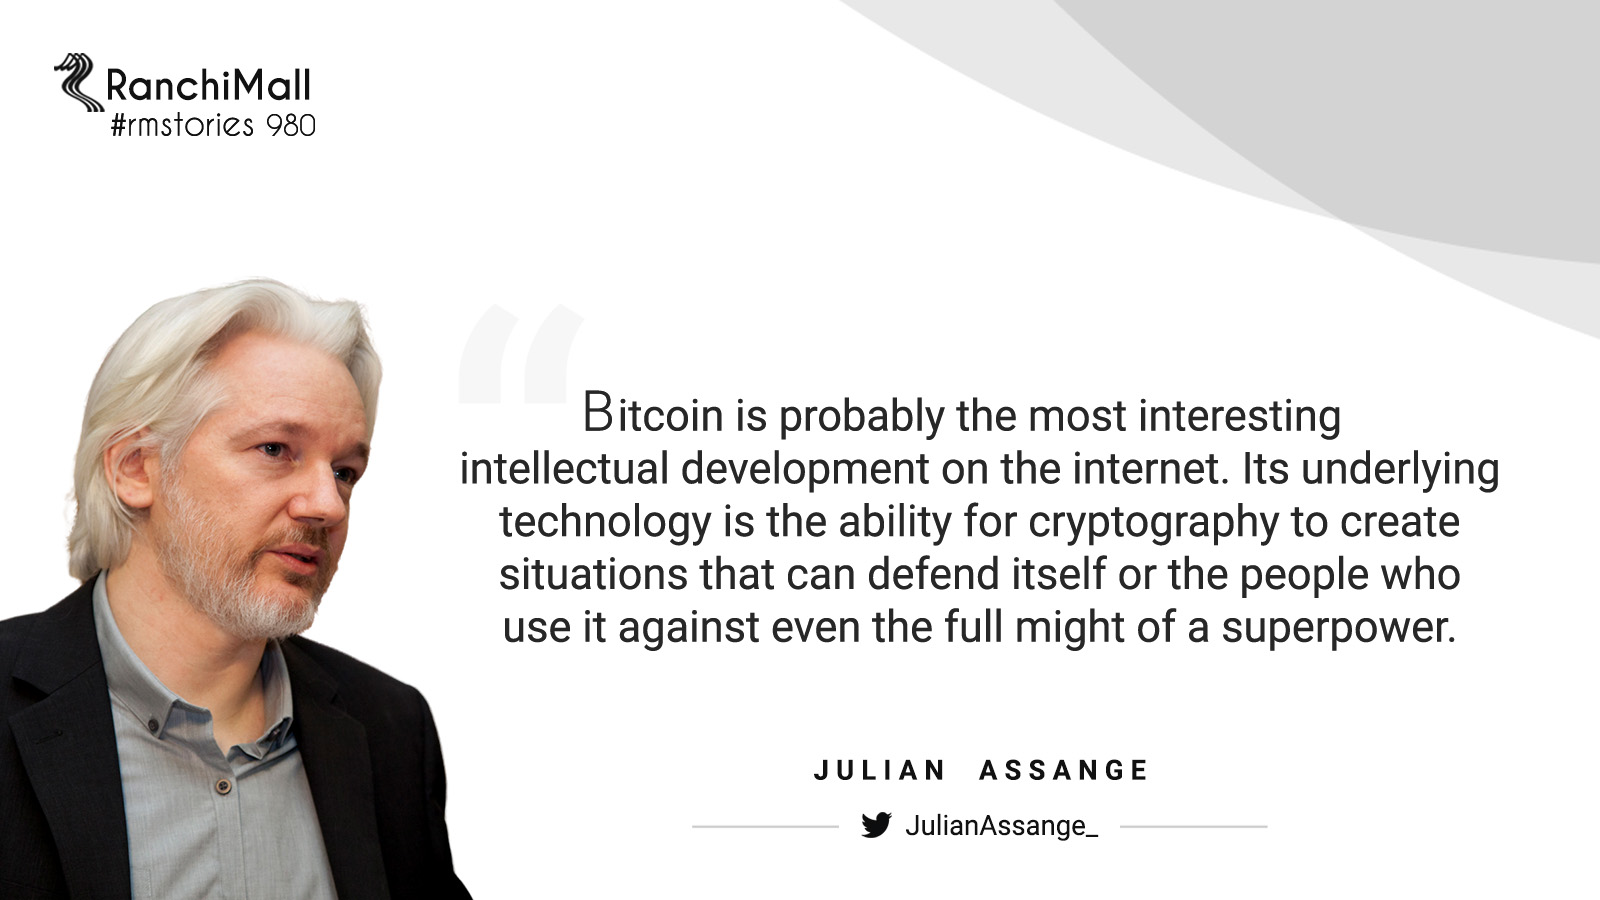 RanchiMall
#rmstories 980
“
Bitcoin is probably the most interesting
intellectual development on the internet. Its underlying
technology is the ability for cryptography to create
situations that can defend itself or the people who
use it against even the full might of a superpower.
JULIAN ASSANGE
JulianAssange_